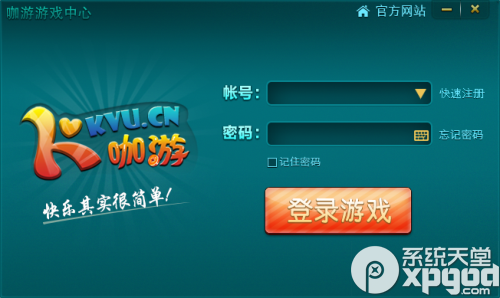 咖游游戏中心
官方网站
帐号：
快速注册
KVU.CN
咖游
密码：
忘记密码
记住密码
快乐其实很简单！
登录游戏
系统天堂
xpgod.com